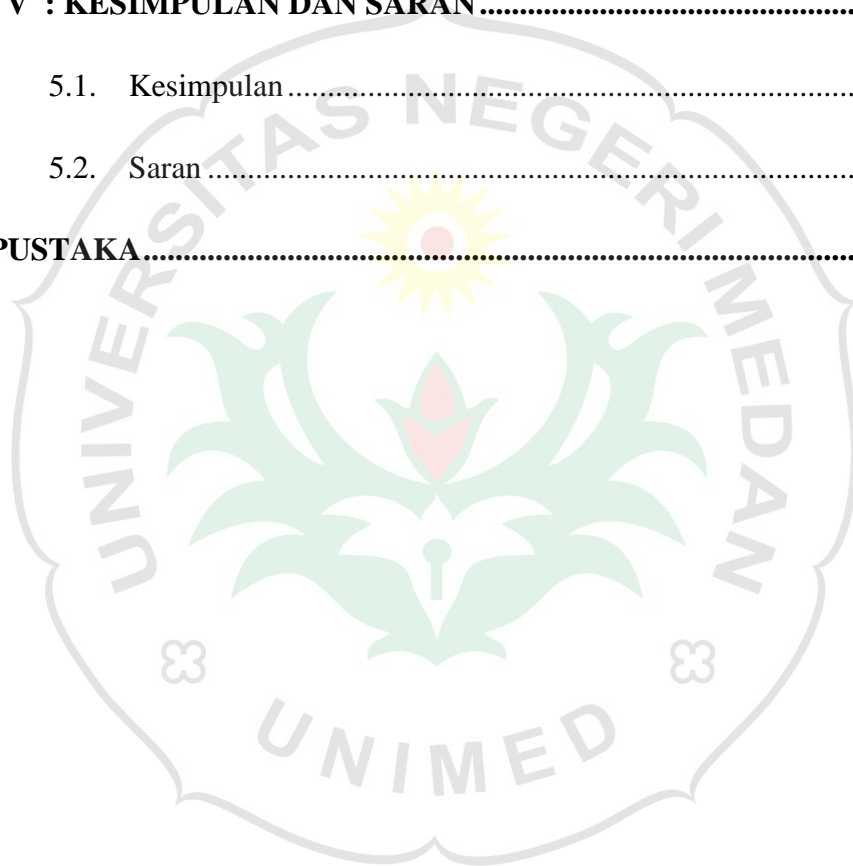 V : KESIMPULAN DAN SARAN ................................................................
5.1. Kesimpulan ................................................................................................
5.2. Saran ................................................................................................
PUSTAKA ................................................................................................
UNIVERSITAS NEGERI MEDAN
UNIMED